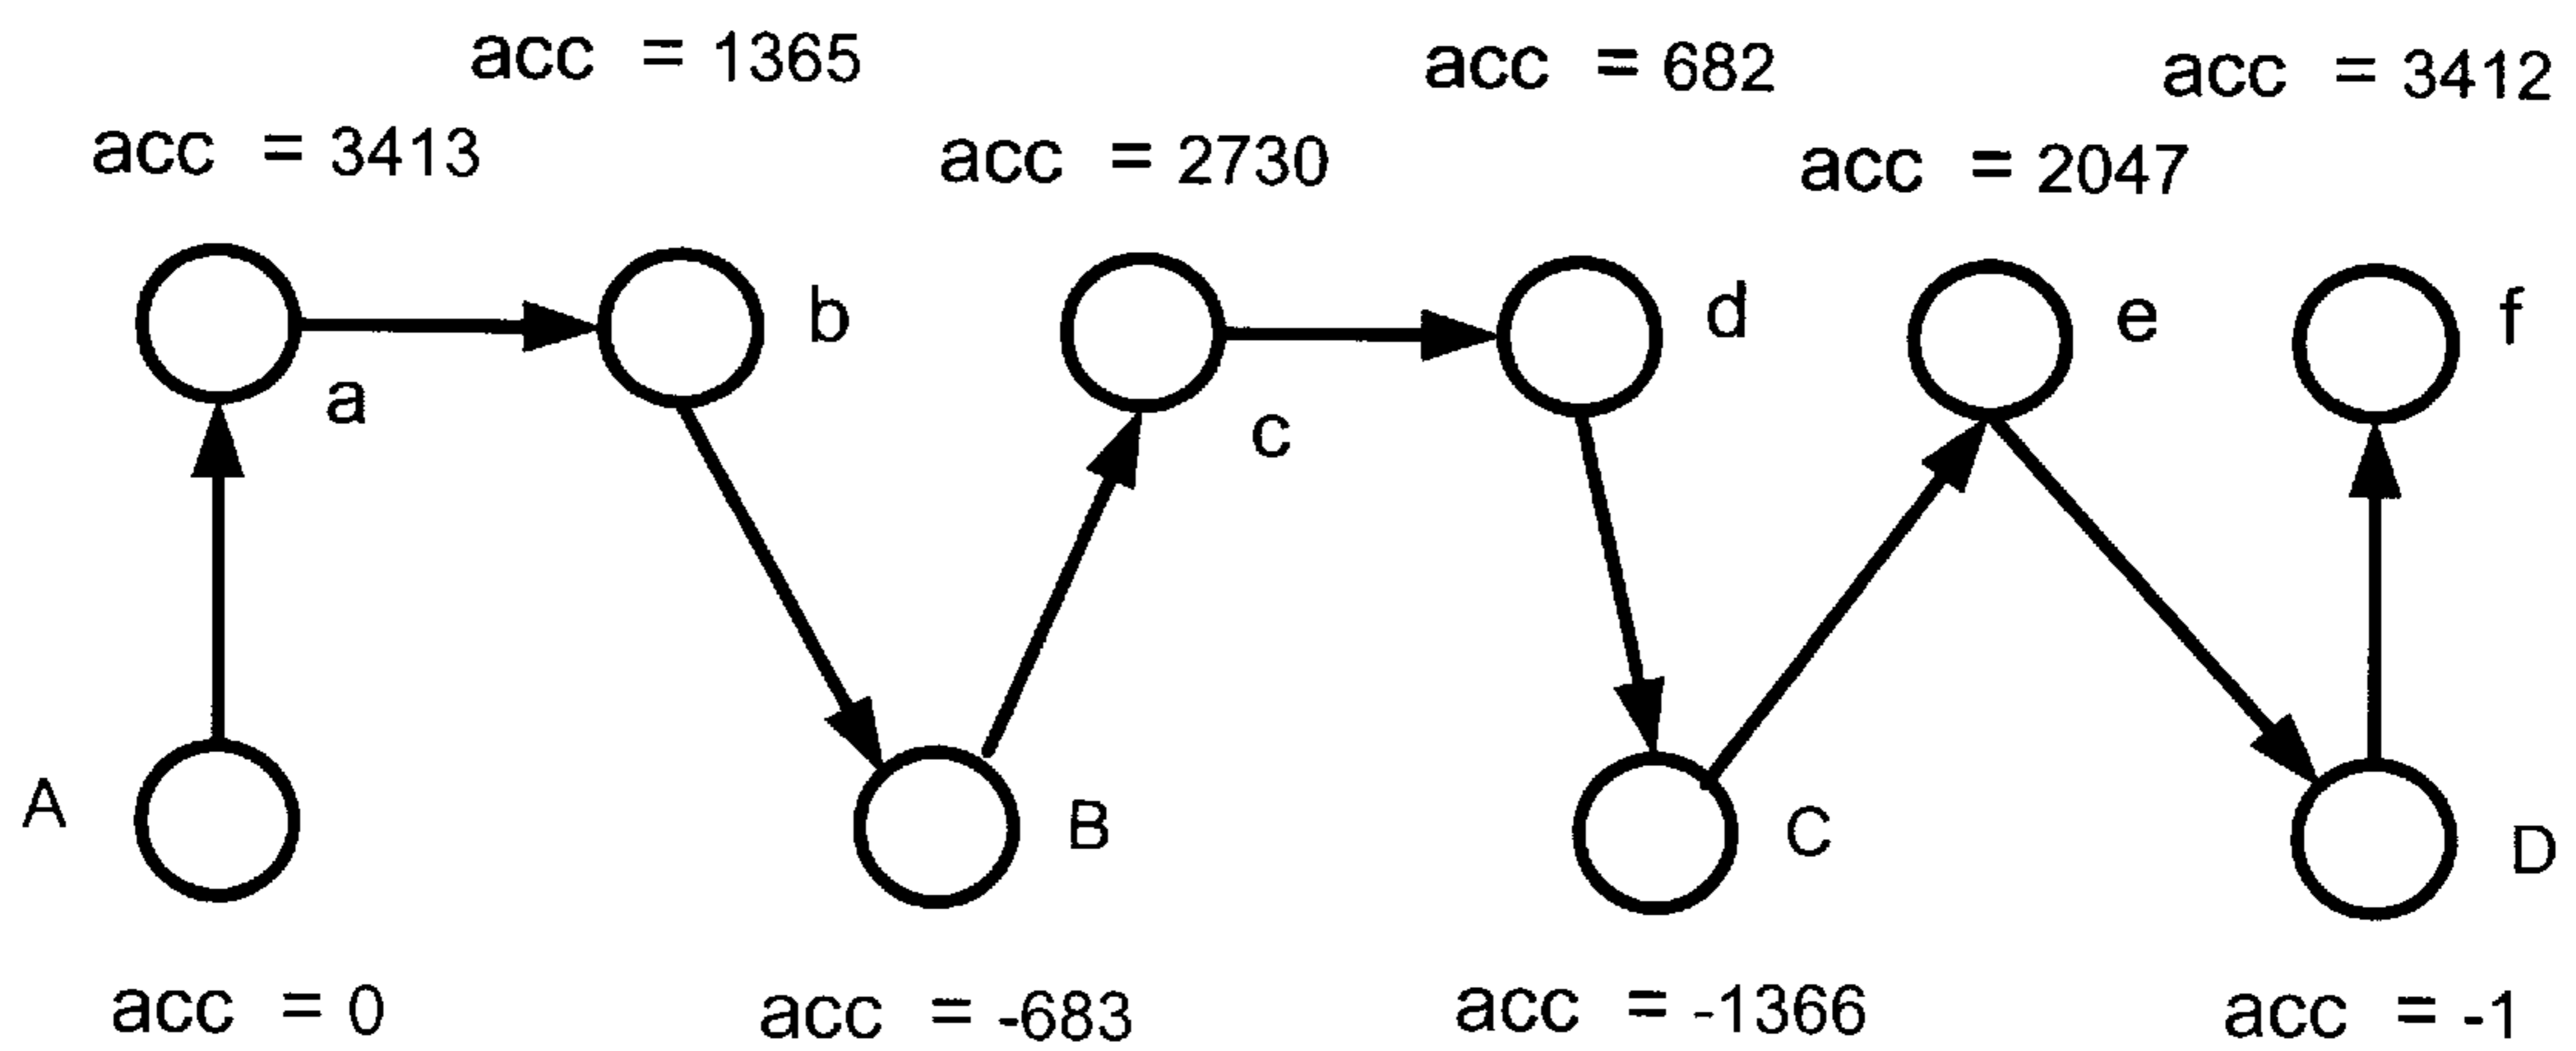 acc = 1365
acc = 682
acc = 3412
acc = 3413
acc = 2730
acc = 2047
a
b
c
d
e
f
A
B
C
D
acc = 0
acc = -683
acc = -1366
acc = -1